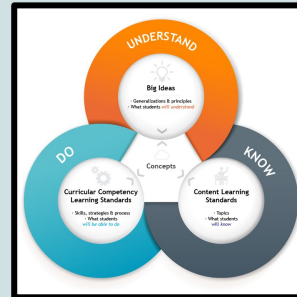 UNDERSTAND
Big Ideas
- Generalizations & principles
- What students will understand
DO
KNOW
Concepts
Curricular Competency
Learning Standards
- Skills, strategies & process
- What students
will be able to do
Content Learning
Standards
- Topics
- What students
will know